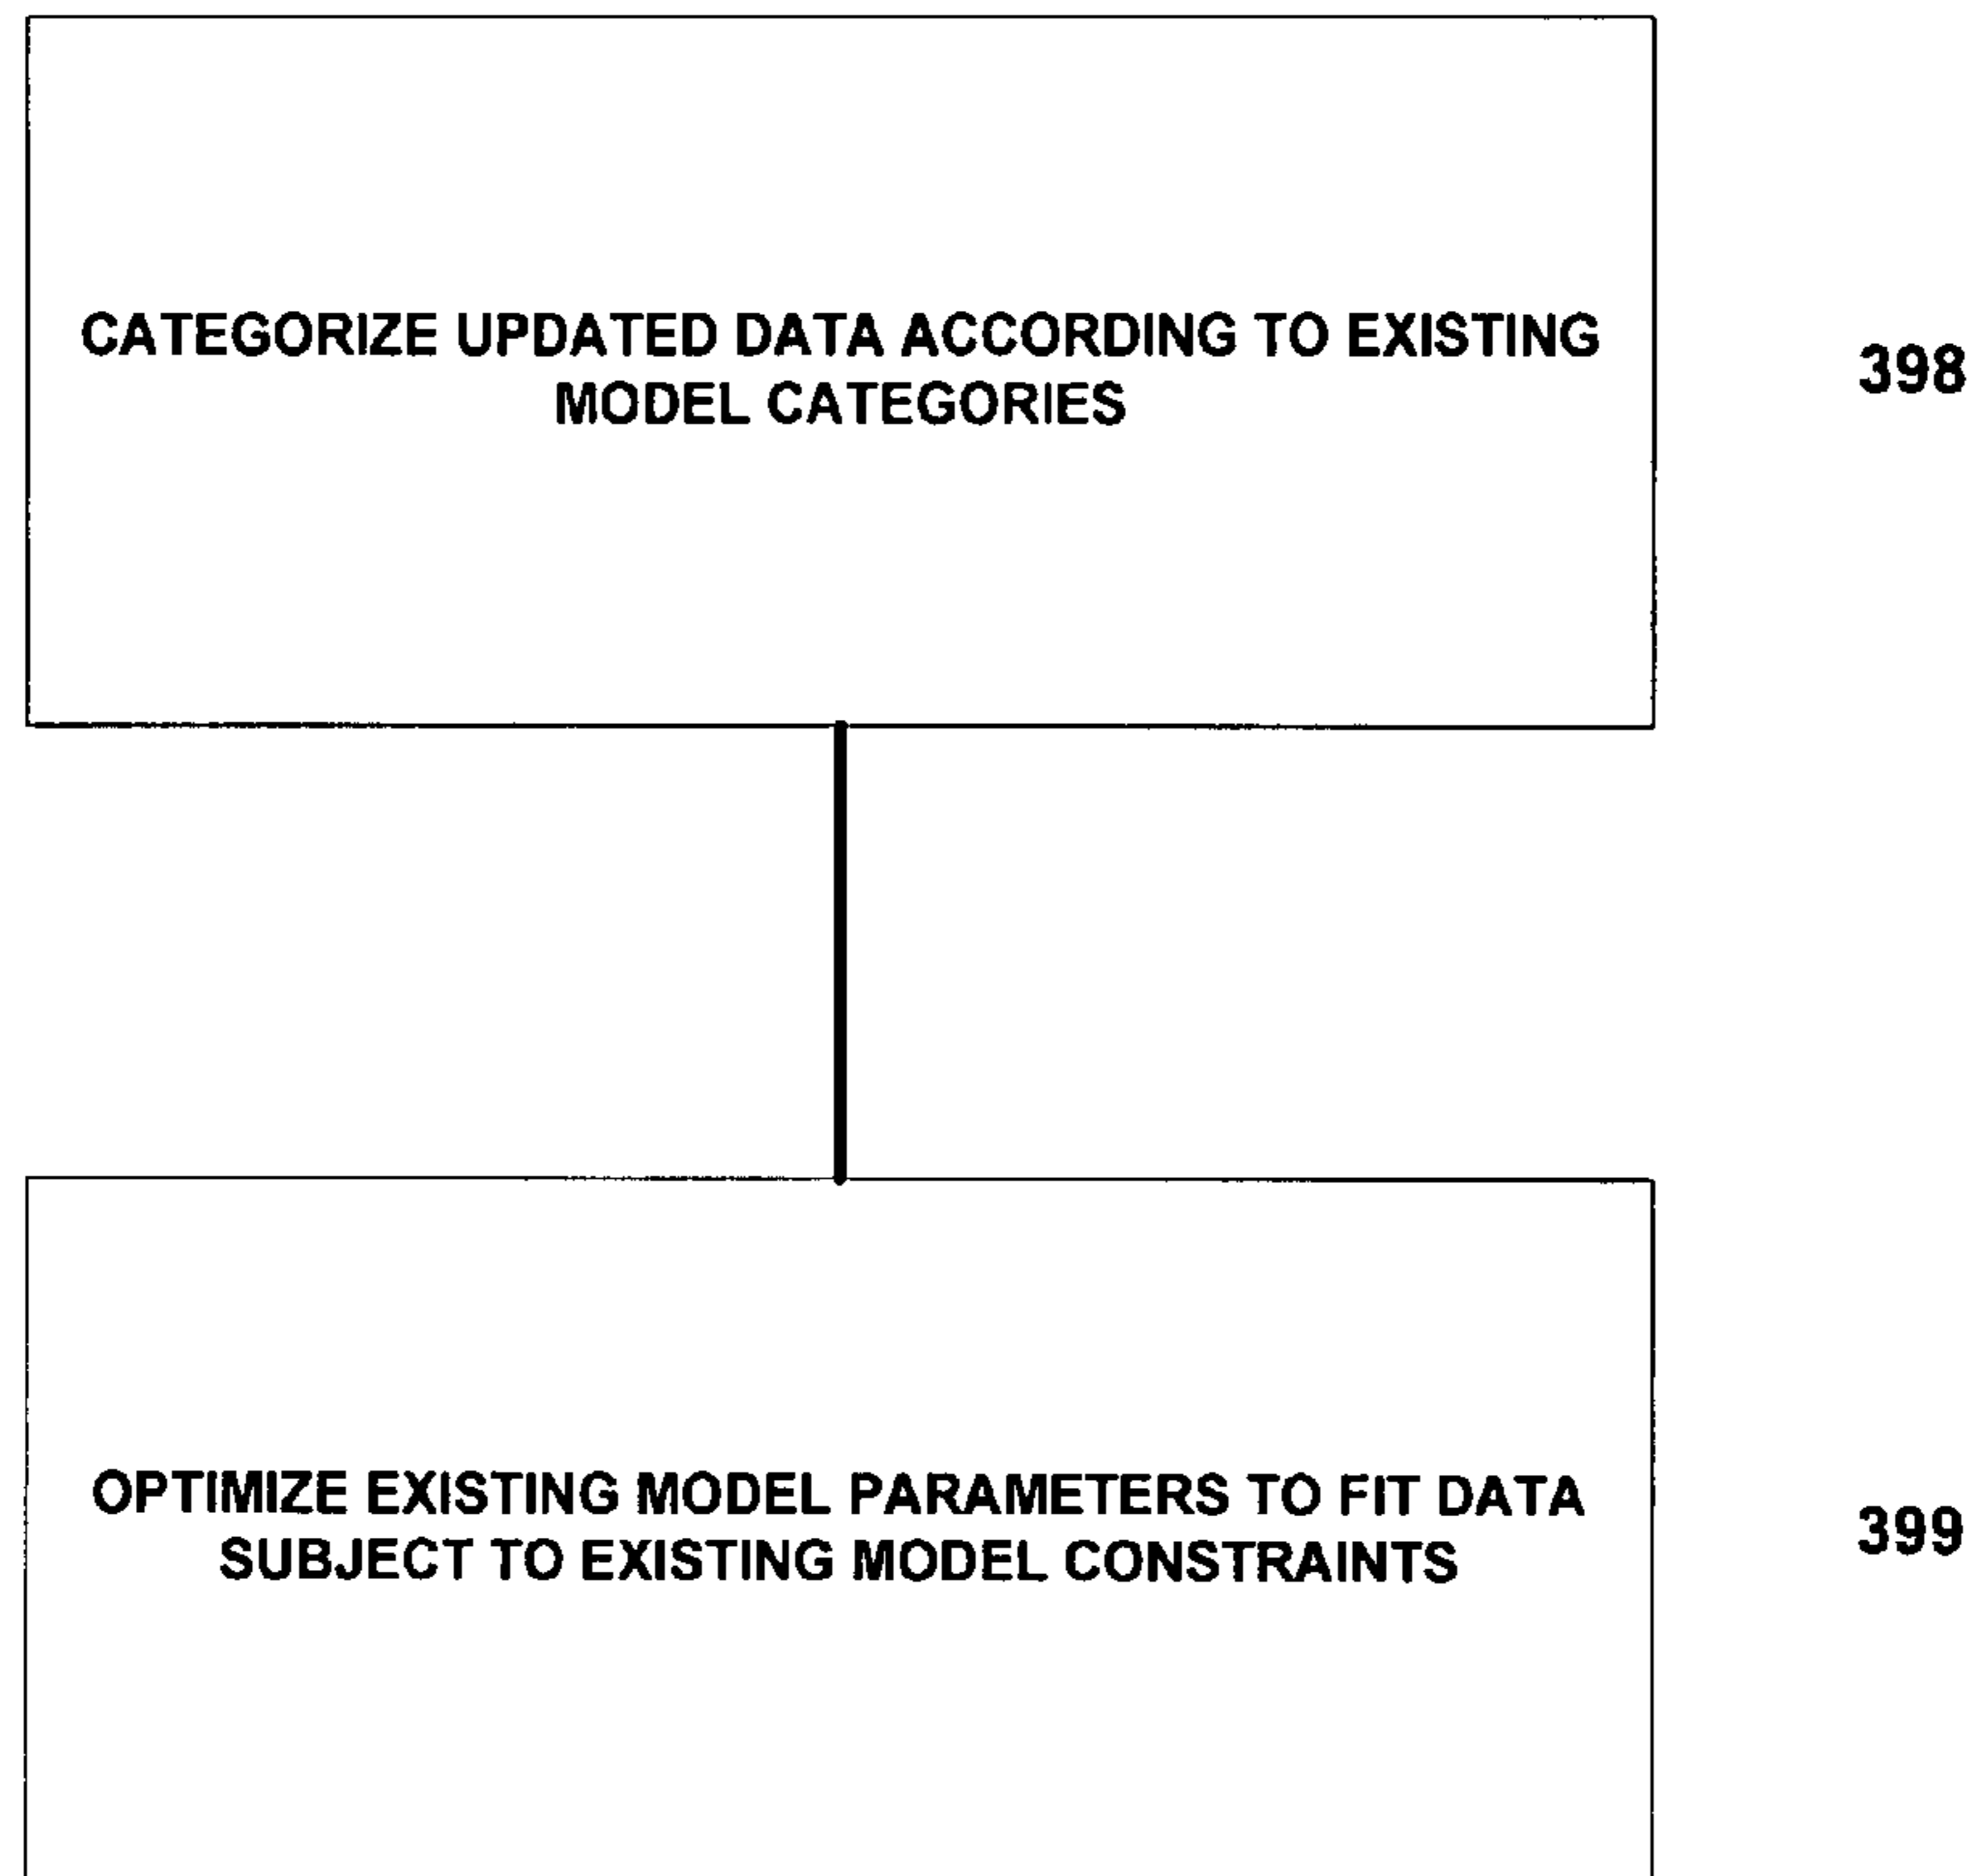 CATEGORIZE UPDATED DATA ACCORDING TO EXISTING
MODEL CATEGORIES
398
OPTIMIZE EXISTING MODEL PARAMETERS TO FIT DATA
SUBJECT TO EXISTING MODEL CONSTRAINTS
399